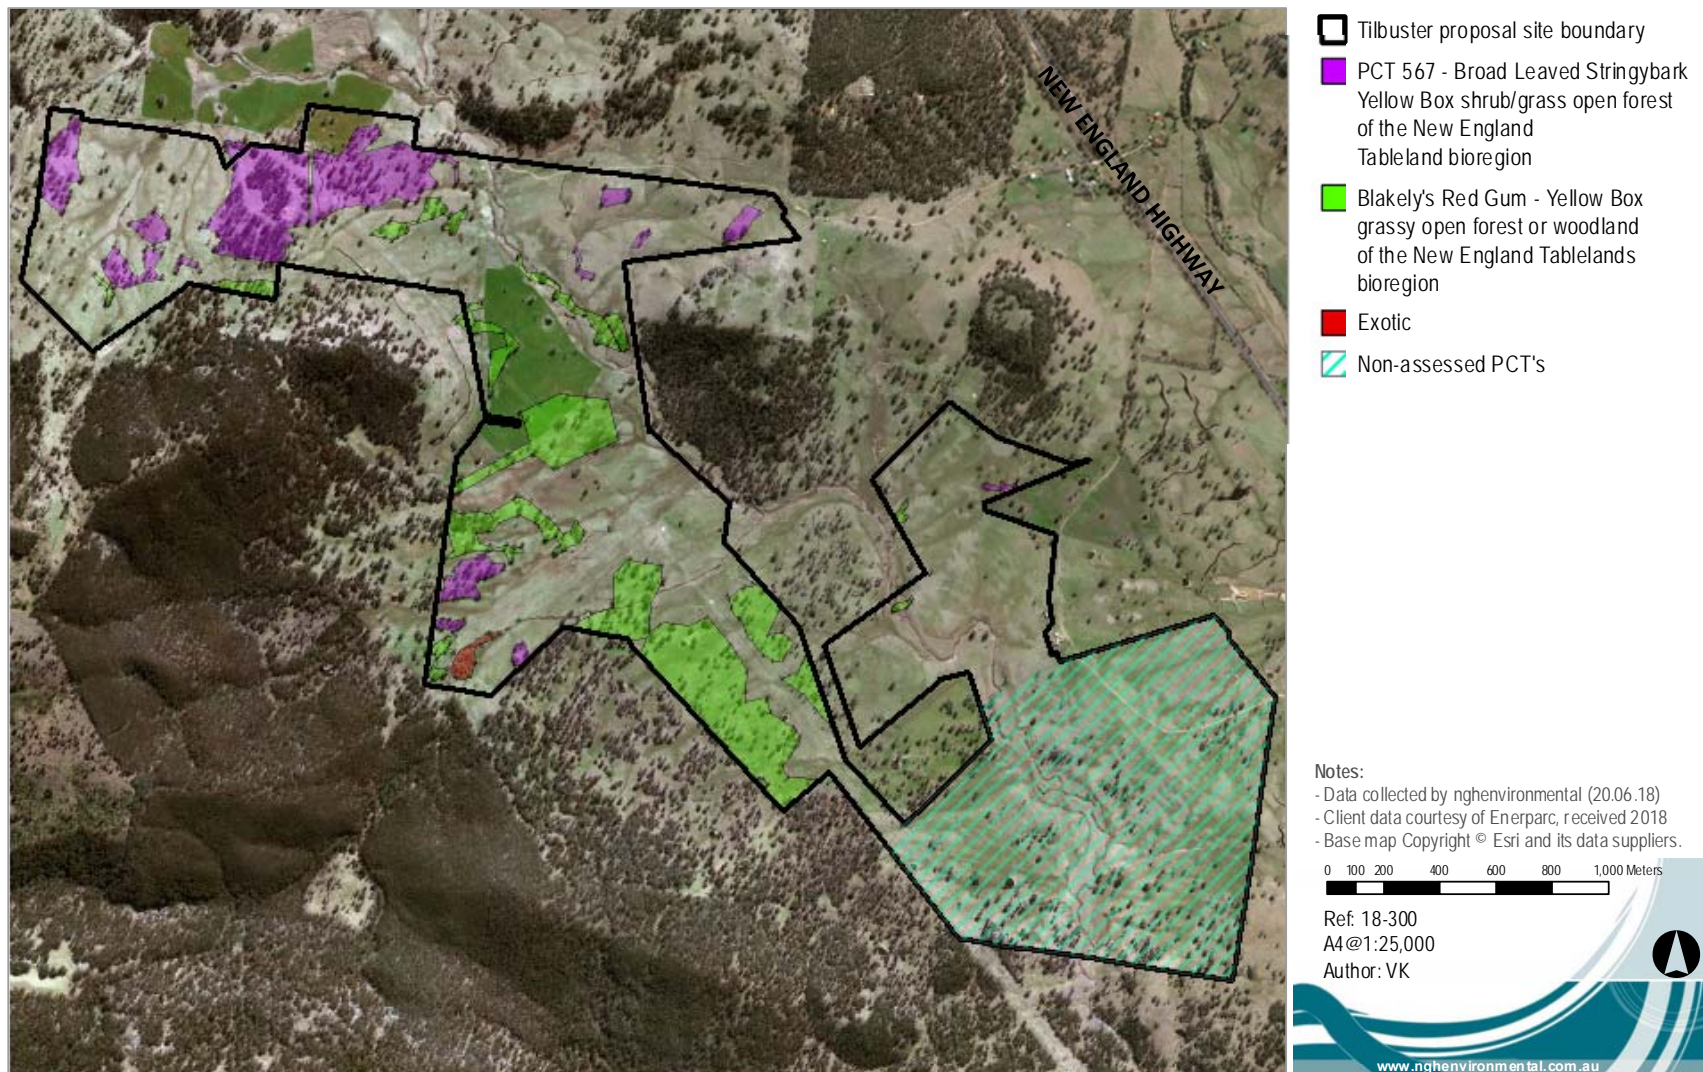 NEW ENGLAND HIGHWAY
Tilbuster proposal site boundary
PCT 567 - Broad Leaved Stringybark
Yellow Box shrub/grass open forest
of the New England
Tableland bioregion
Blakely's Red Gum - Yellow Box
grassy open forest or woodland
of the New England Tablelands
bioregion
Exotic
Non-assessed PCT's
Notes:
- Data collected by nghenvironmental (20.06.18)
- Client data courtesy of Enerparc, received 2018
- Base map Copyright © Esri and its data suppliers.
0 100 200 400 600 800 1,000 Meters
Ref: 18-300
A4@1:25,000
Author: VK
www.nghenvironmental.com.au